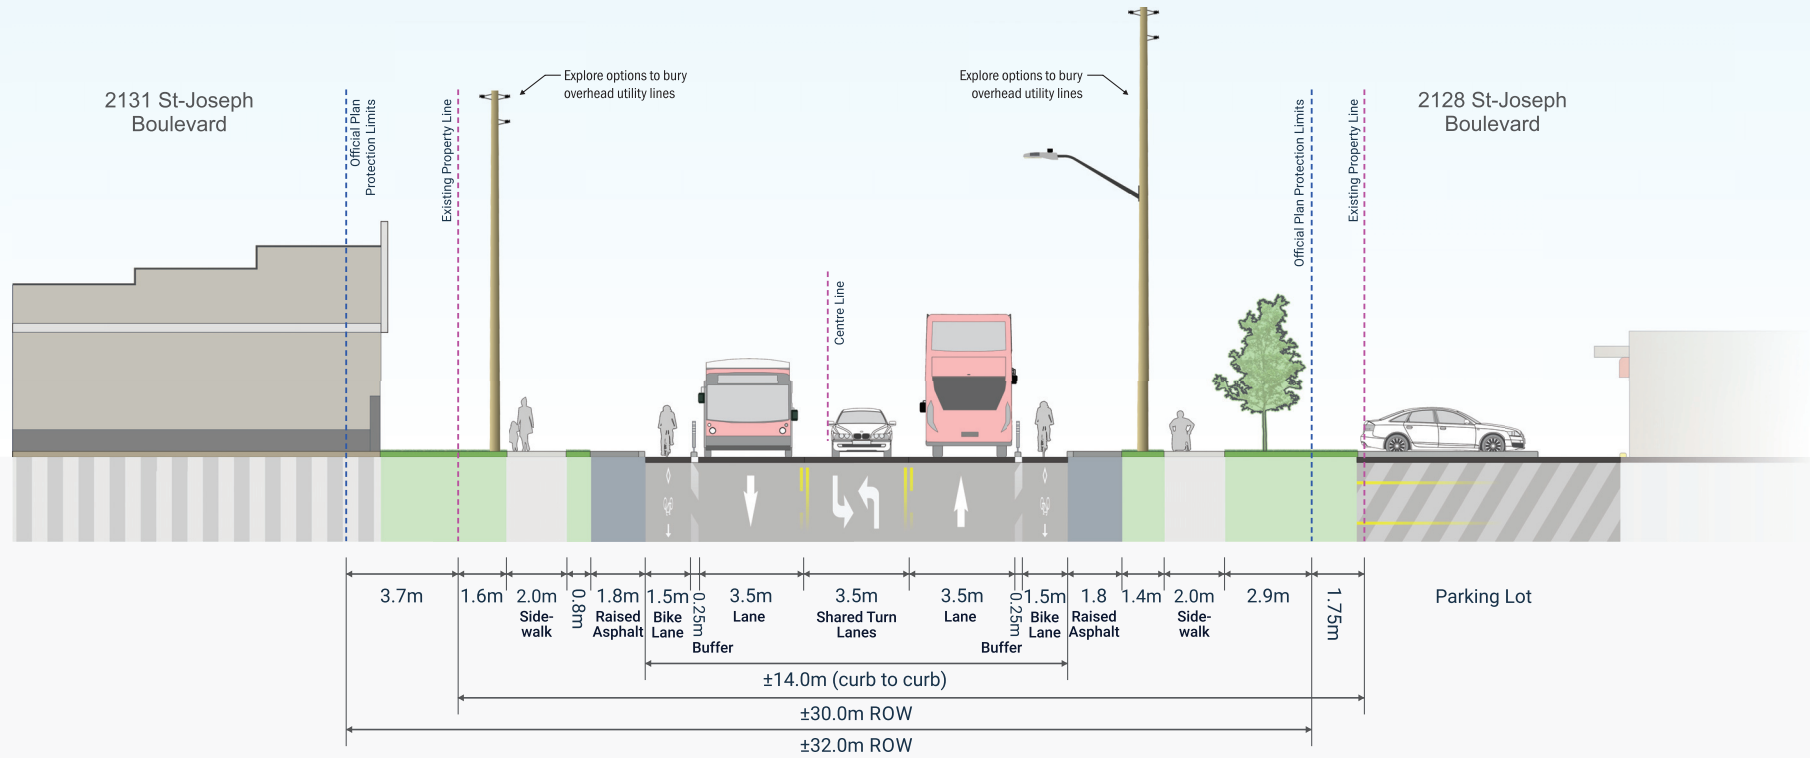 2131 St-Joseph
Boulevard
Official Plan
Protection Limits
Existing Property Line
Explore options to bury
overhead utility lines
Centre Line
Explore options to bury
overhead utility lines
Official Plan Protection Limits
Existing Property Line
2128 St-Joseph
Boulevard
3.7m
1.6m
2.0m
Side-
walk
0.8m
1.8m
Raised
Asphalt
1.5m
Bike
Lane
0.25m
Buffer
3.5m
Lane
3.5m
Shared Turn
Lanes
3.5m
Lane
0.25m
Buffer
1.5m
Bike
Lane
1.8
Raised
Asphalt
1.4m
2.0m
Side-
walk
2.9m
1.75m
Parking Lot
±14.0m (curb to curb)
±30.0m ROW
±32.0m ROW